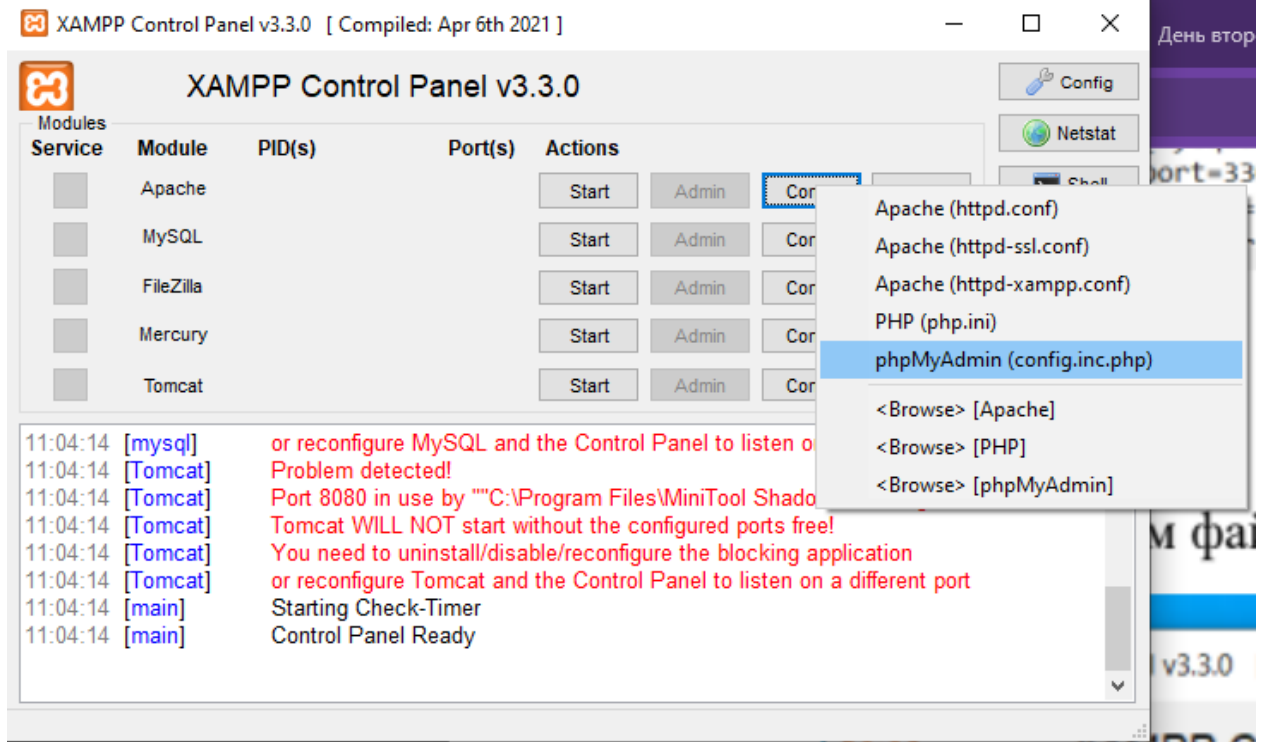 XAMPP Control Panel v3.3.0 [ Compiled: Apr 6th 2021 ]
День втор
XAMPP Control Panel v3.3.0
Config
Modules
Service Module PID(s) Port(s) Actions
Netstat
Shell
port=33
Apache Start Admin
MySQL Start Admin
FileZilla Start Admin
Mercury Start Admin
Tomcat Start Admin
Apache (httpd.conf)
Apache (httpd-ssl.conf)
Apache (httpd-xampp.conf)
PHP (php.ini)
phpMyAdmin (config.inc.php)
<Browse> [Apache]
<Browse> [PHP]
<Browse> [phpMyAdmin]
11:04:14 [mysql] or reconfigure MySQL and the Control Panel to listen
11:04:14 [Tomcat] Problem detected!
11:04:14 [Tomcat] Port 8080 in use by ""C:\Program Files\MiniTool Shado
11:04:14 [Tomcat] Tomcat WILL NOT start without the configured ports free!
11:04:14 [Tomcat] You need to uninstall/disable/reconfigure the blocking application
11:04:14 [Tomcat] or reconfigure Tomcat and the Control Panel to listen on a different port
11:04:14 [main] Starting Check-Timer
11:04:14 [main] Control Panel Ready
м фай
v3.3.0